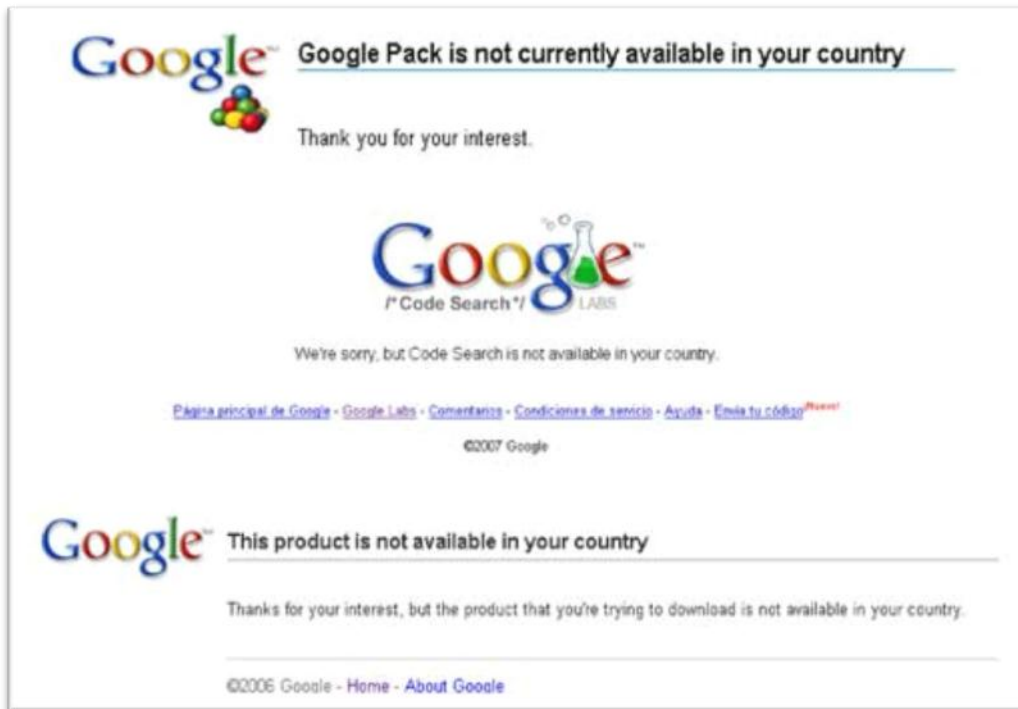 Google™ Google Pack is not currently available in your country
Thank you for your interest.
Google™
/*Code Search*/ LABS
We're sorry, but Code Search is not available in your country.
Página principal de Google - Google Labs - Comentarios - Condiciones de servicio - Ayuda - Envía tu código ¡Nuevo!
©2007 Google
Google™ This product is not available in your country
Thanks for your interest, but the product that you're trying to download is not available in your country.
©2006 Google - Home - About Google